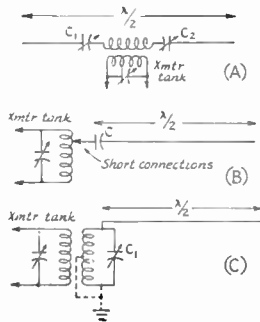 λ/2
C₁
C₂
Xmtr tank
(A)
Xmtr tank
C
λ/2
Short connections
(B)
Xmtr tank
λ/2
C₁
(C)